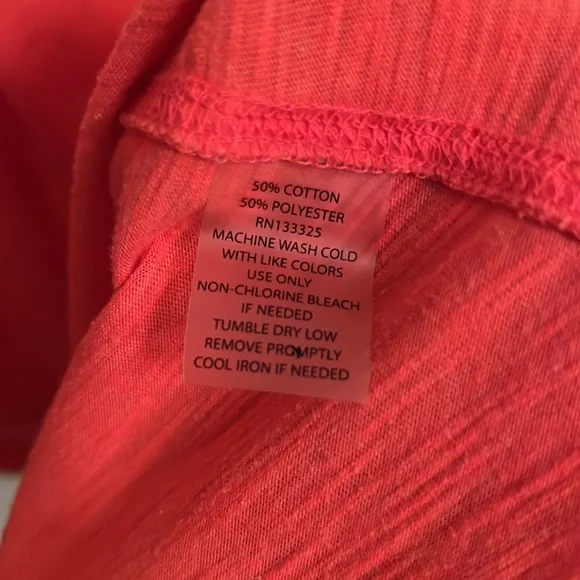 50% COTTON
50% POLYESTER
RN133325
MACHINE WASH COLD
WITH LIKE COLORS
USE ONLY
NON-CHLORINE BLEACH
IF NEEDED
TUMBLE DRY LOW
REMOVE PROMPTLY
COOL IRON IF NEEDED